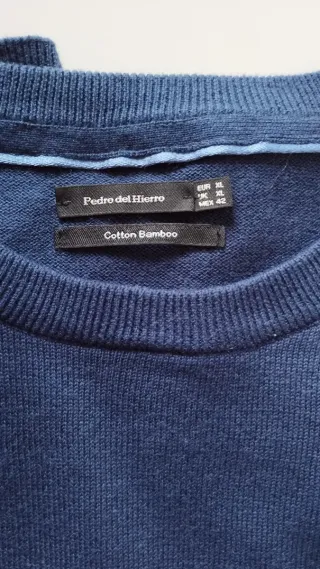 Pedro del Hierro
EUR XL
UK XL
MEX 42
Cotton Bamboo